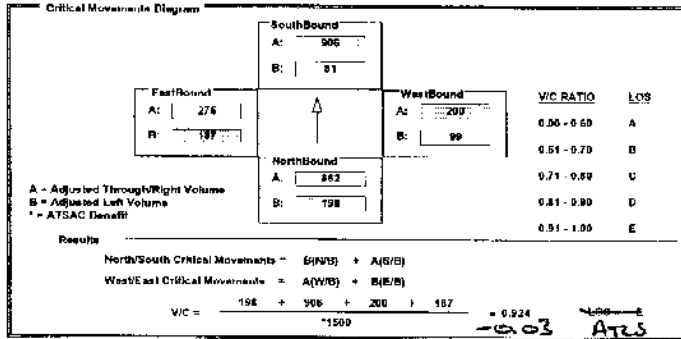 Critical Movements Diagram
SouthBound
A: 906
B: 81
EastBound
A: 276
B: 187
WestBound
A: 200
B: 99
NorthBound
A: 862
B: 198
V/C RATIO LOS
0.00 - 0.60 A
0.61 - 0.70 B
0.71 - 0.80 C
0.81 - 0.90 D
0.91 - 1.00 E
A = Adjusted Through/Right Volume
B = Adjusted Left Volume
* = ATSAC Benefit
Results
North/South Critical Movements = B(N/B) + A(S/B)
West/East Critical Movements = A(W/B) + B(E/B)
V/C = 198 + 906 + 200 + 187 = 0.924 LOS = E
*1500
-0.03 ATCS